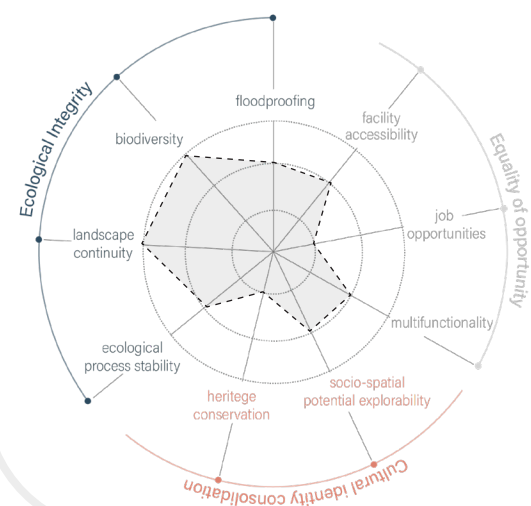 Ecological Integrity
floodproofing
biodiversity
landscape
continuity
ecological
process stability
Equality of opportunity
facility
accessibility
job
opportunities
multifunctionality
heritege
conservation
socio-spatial
potential explorability
Cultural identity consolidation